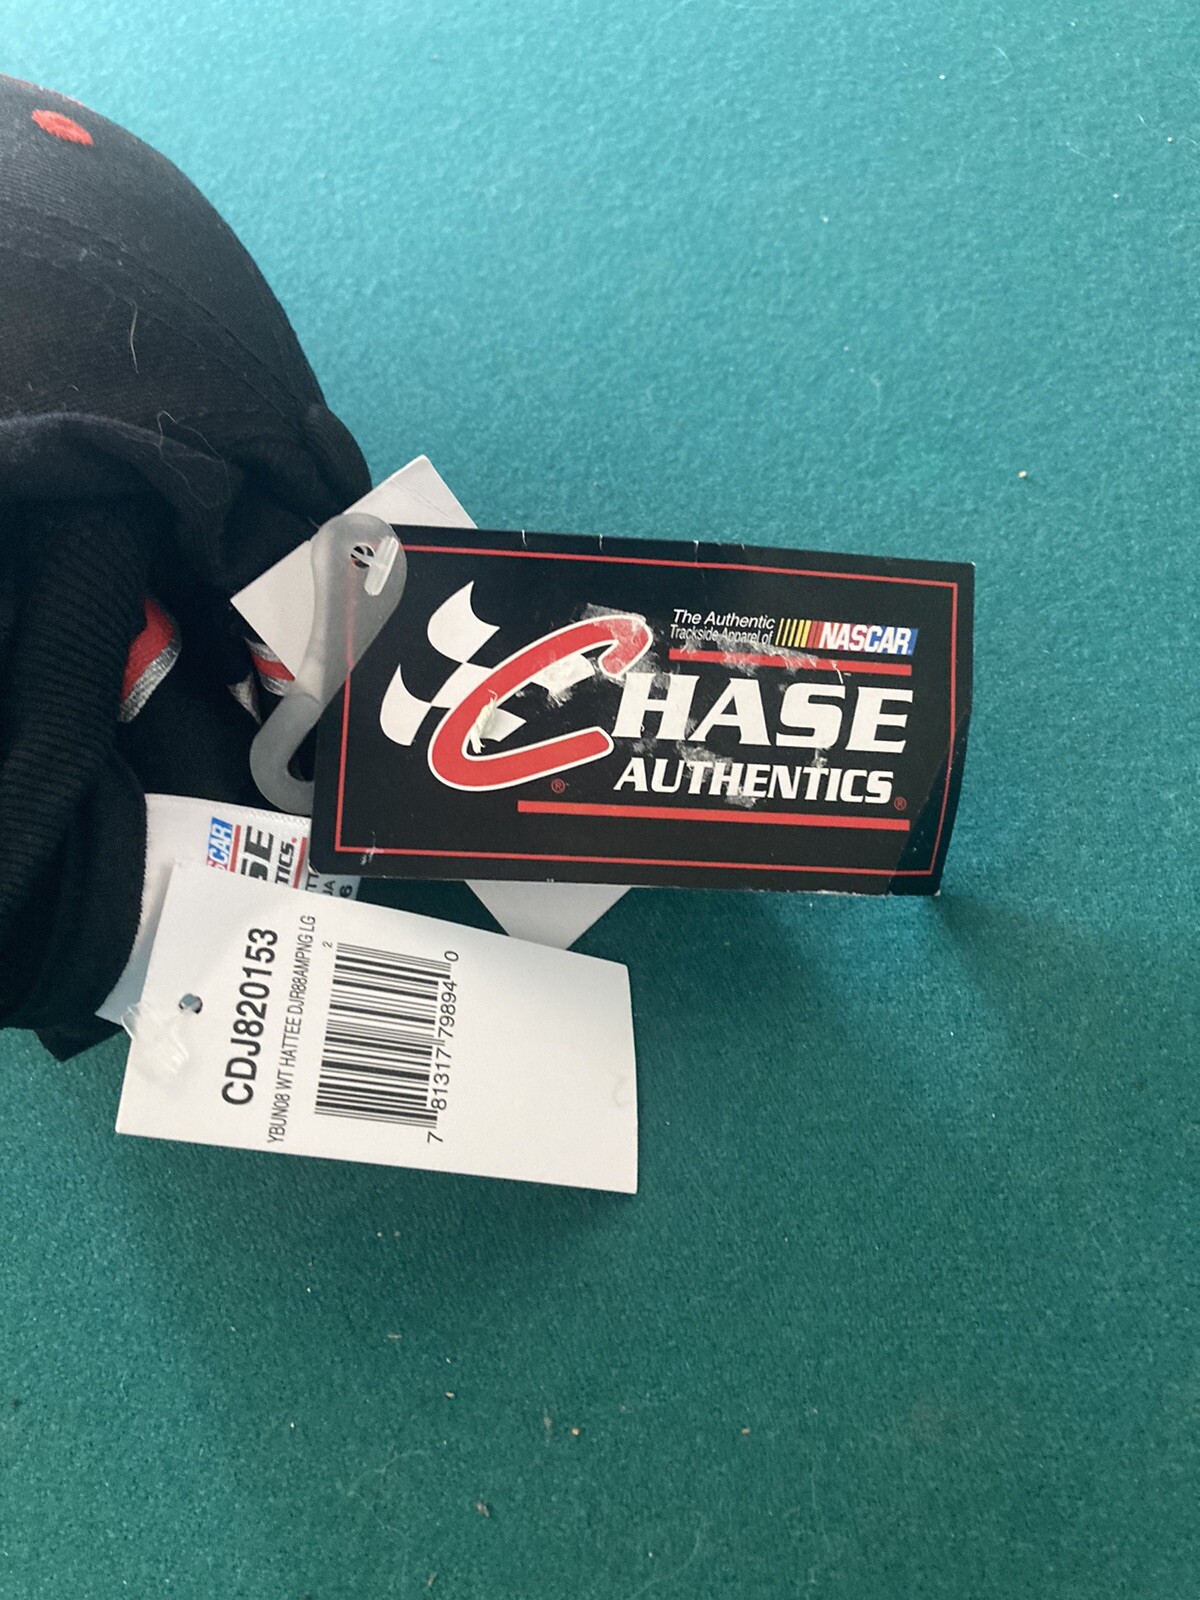 The Authentic
Trackside Apparel of NASCAR
CHASE
AUTHENTICS
CDJ820153
YBUN08 WT HATTEE DJR88AMPNG LG
2
7 81317 79894 0